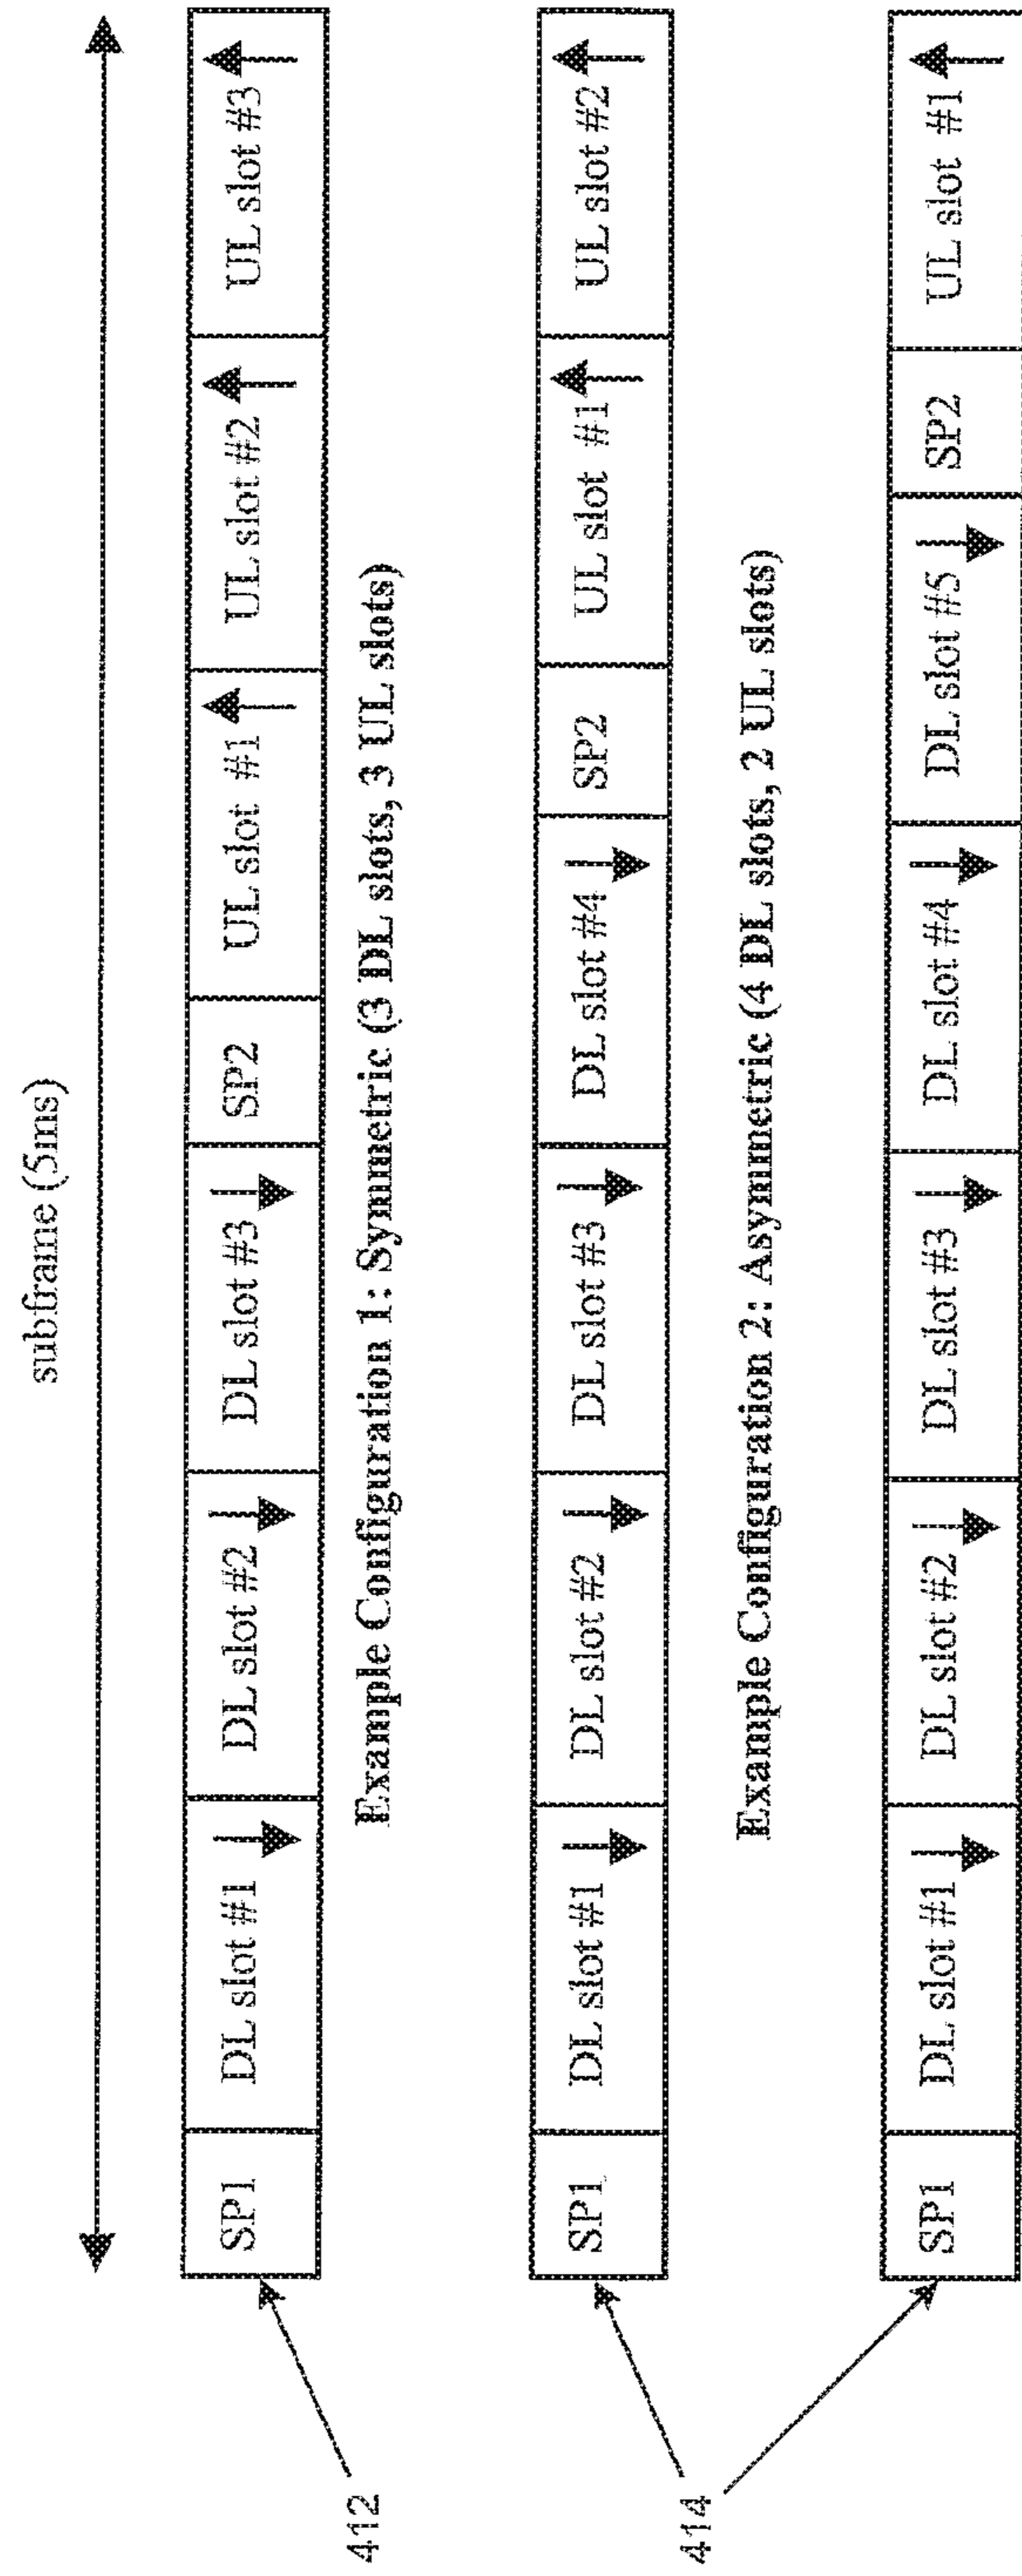 subframe (5ms)
SP1 DL slot #1 DL slot #2 DL slot #3 SP2 UL slot #1 UL slot #2 UL slot #3
412
Example Configuration 1: Symmetric (3 DL slots, 3 UL slots)
SP1 DL slot #1 DL slot #2 DL slot #3 DL slot #4 SP2 UL slot #1 UL slot #2
414
Example Configuration 2: Asymmetric (4 DL slots, 2 UL slots)
SP1 DL slot #1 DL slot #2 DL slot #3 DL slot #4 DL slot #5 SP2 UL slot #1